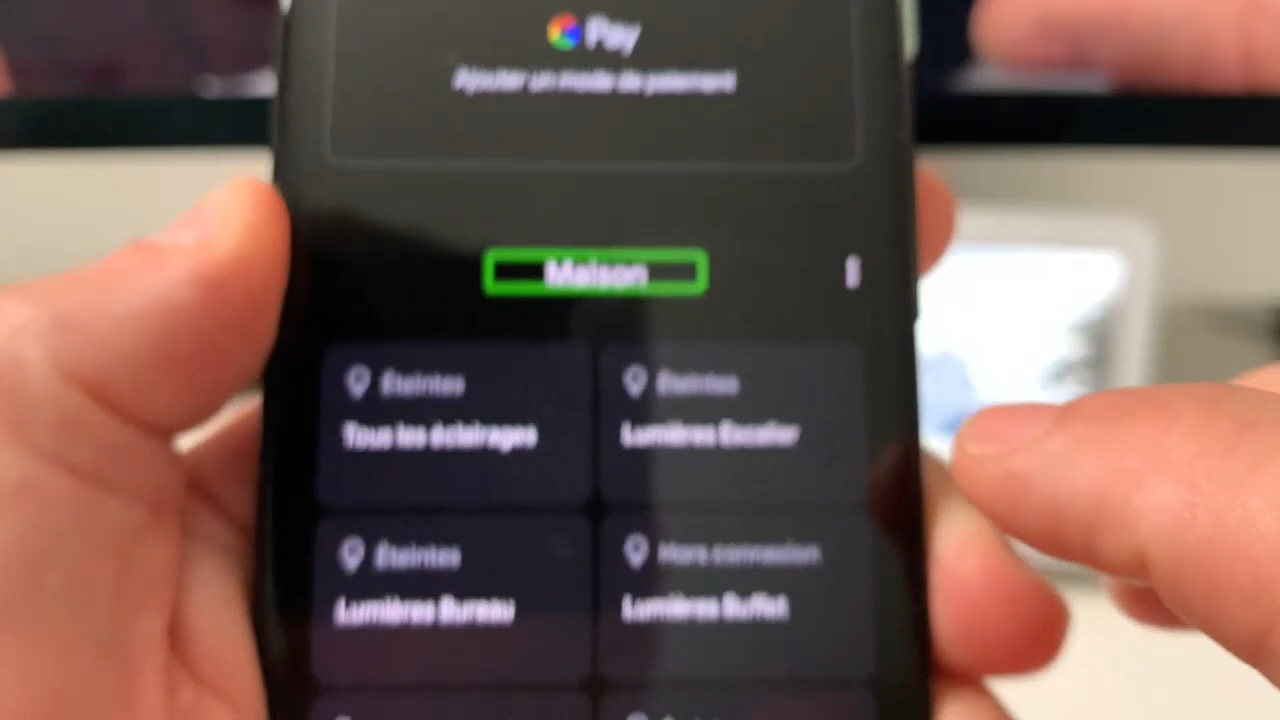 Pay
Ajouter un mode de paiement
Maison
Éteintes
Tous les éclairages
Éteintes
Lumières Escalier
Éteintes
Lumières Bureau
Hors connexion
Lumières Buffet